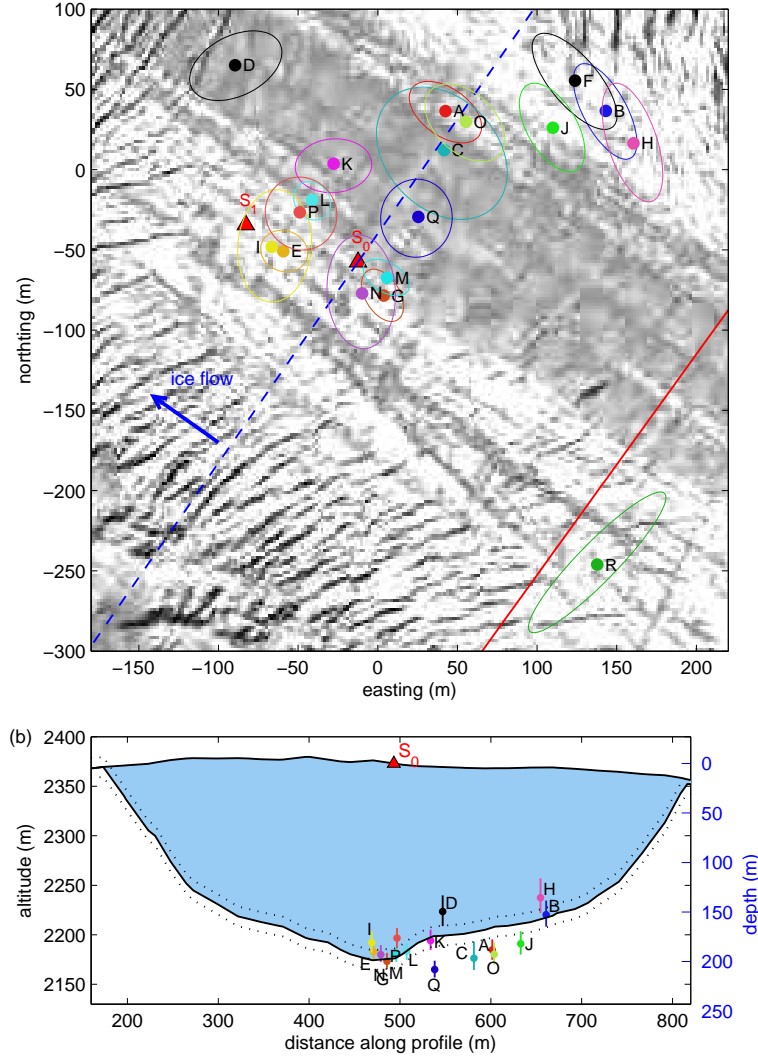 100
50
0
−50
−100
−150
−200
−250
−300
northting (m)
D
F
B
A
O
J
H
C
K
L
S1
P
Q
S0
I
E
M
N
G
ice flow
R
−150 −100 −50 0 50 100 150 200
easting (m)
(b)
2400
2350
2300
2250
2200
2150
altitude (m)
S0
H
D
B
I
K
A
J
E
P
L
C
O
N
M
G
Q
0
50
100
150
200
250
depth (m)
200 300 400 500 600 700 800
distance along profile (m)